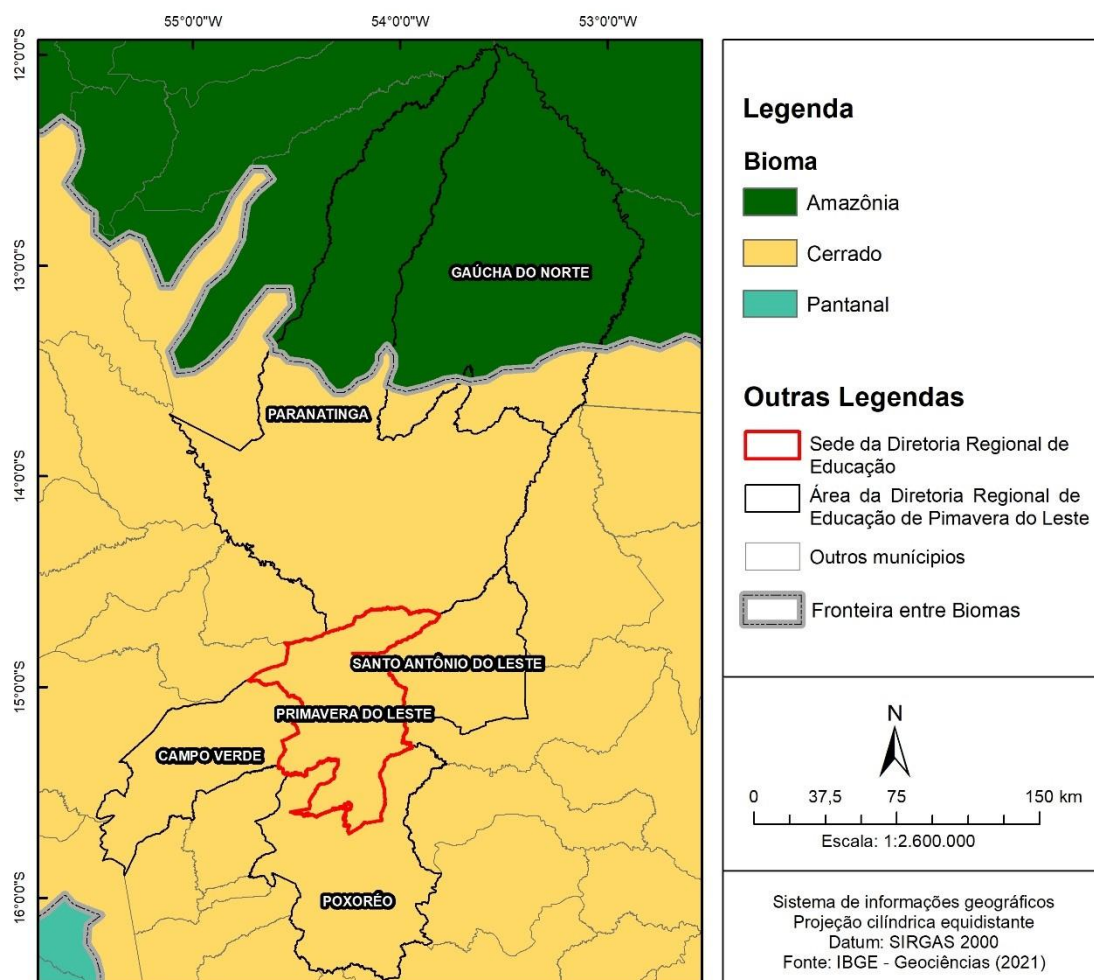 55°0'0"W
54°0'0"W
53°0'0"W
12°0'0"S
13°0'0"S
14°0'0"S
15°0'0"S
16°0'0"S
GAÚCHA DO NORTE
PARANATINGA
SANTO ANTÔNIO DO LESTE
PRIMAVERA DO LESTE
CAMPO VERDE
POXORÉO
Legenda
Bioma
Amazônia
Cerrado
Pantanal
Outras Legendas
Sede da Diretoria Regional de
Educação
Área da Diretoria Regional de
Educação de Pimavera do Leste
Outros munícipios
Fronteira entre Biomas
N
0 37,5 75 150 km
Escala: 1:2.600.000
Sistema de informações geográficos
Projeção cilíndrica equidistante
Datum: SIRGAS 2000
Fonte: IBGE - Geociências (2021)